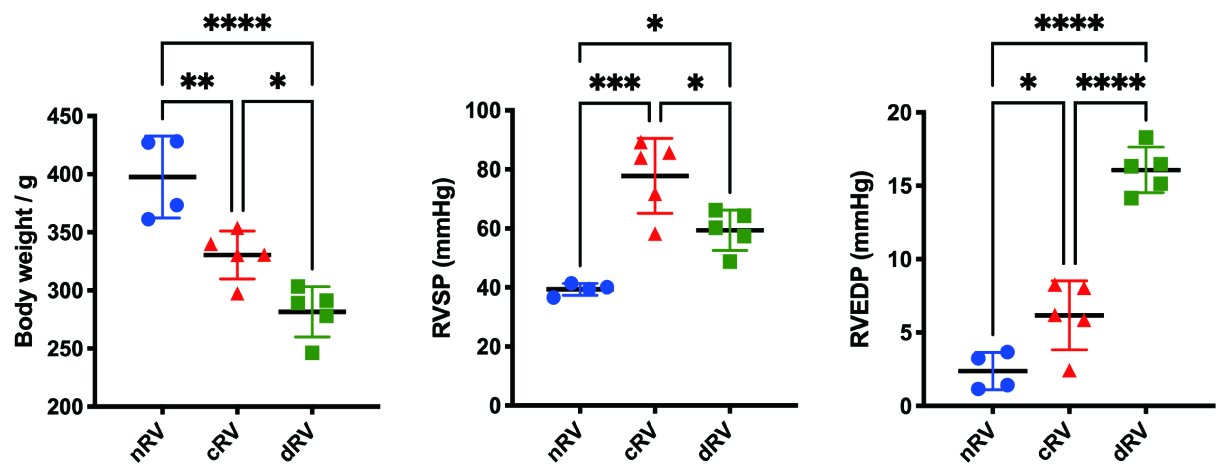 **** * ****
** * *** * * ****
Body weight / g
450
400
350
300
250
200
nRV cRV dRV
RVSP (mmHg)
100
80
60
40
20
0
nRV cRV dRV
RVEDP (mmHg)
20
15
10
5
0
nRV cRV dRV